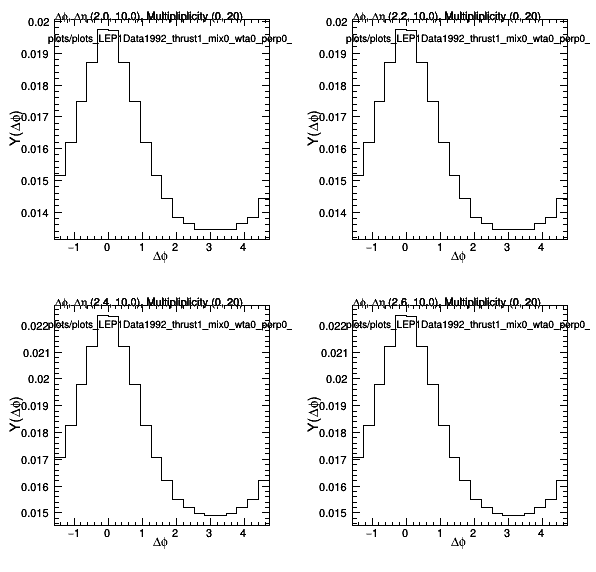 Δϕ, Δη (2.0, 10.0), Multipliplicity (0, 20)
plots/plots_LEP1Data1992_thrust1_mix0_wta0_perp0_
0.02
0.019
0.018
0.017
0.016
0.015
0.014
Y(Δϕ)
−1 0 1 2 3 4
Δϕ
Δϕ, Δη (2.2, 10.0), Multipliplicity (0, 20)
plots/plots_LEP1Data1992_thrust1_mix0_wta0_perp0_
0.02
0.019
0.018
0.017
0.016
0.015
0.014
Y(Δϕ)
−1 0 1 2 3 4
Δϕ
Δϕ, Δη (2.4, 10.0), Multipliplicity (0, 20)
plots/plots_LEP1Data1992_thrust1_mix0_wta0_perp0_
0.022
0.021
0.02
0.019
0.018
0.017
0.016
0.015
Y(Δϕ)
−1 0 1 2 3 4
Δϕ
Δϕ, Δη (2.6, 10.0), Multipliplicity (0, 20)
plots/plots_LEP1Data1992_thrust1_mix0_wta0_perp0_
0.022
0.021
0.02
0.019
0.018
0.017
0.016
0.015
Y(Δϕ)
−1 0 1 2 3 4
Δϕ